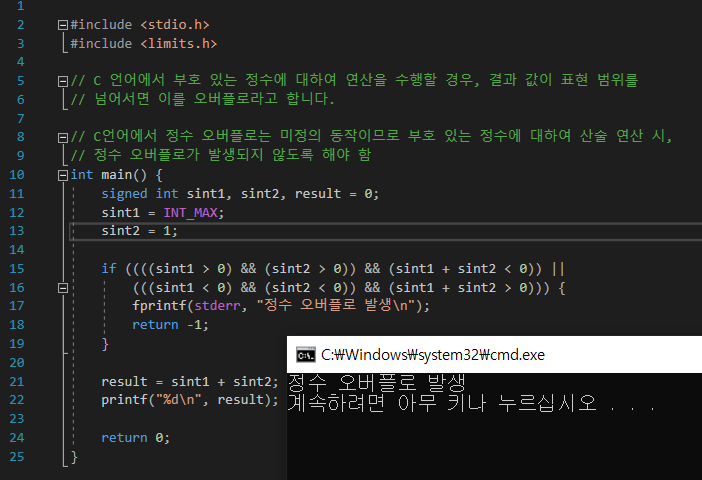 1
2 #include <stdio.h>
3 #include <limits.h>
4
5 // C 언어에서 부호 있는 정수에 대하여 연산을 수행할 경우, 결과 값이 표현 범위를
6 // 넘어서면 이를 오버플로라고 합니다.
7
8 // C언어에서 정수 오버플로는 미정의 동작이므로 부호 있는 정수에 대하여 산술 연산 시,
9 // 정수 오버플로가 발생되지 않도록 해야 함
10 int main() {
11 signed int sint1, sint2, result = 0;
12 sint1 = INT_MAX;
13 sint2 = 1;
14
15 if ((((sint1 > 0) && (sint2 > 0)) && (sint1 + sint2 < 0)) ||
16 (((sint1 < 0) && (sint2 < 0)) && (sint1 + sint2 > 0))) {
17 fprintf(stderr, "정수 오버플로 발생\n");
18 return -1;
19 }
20
21 result = sint1 + sint2;
22 printf("%d\n", result);
23
24 return 0;
25 }
C:\. C:₩Windows₩system32₩cmd.exe
정수 오버플로 발생
계속하려면 아무 키나 누르십시오 . . .